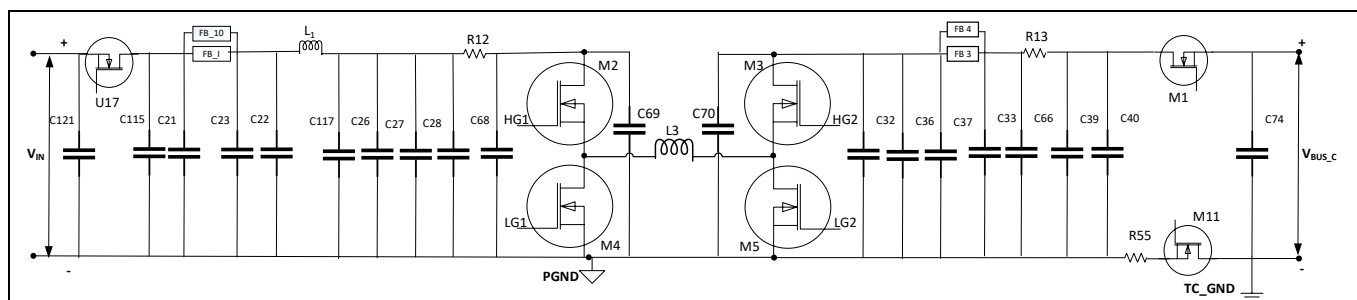 +
FB_10
FB_I
L1
R12
U17
C121
C115
C21
C23
C22
C117
C26
C27
C28
C68
VIN
-
M2
HG1
C69
L3
C70
M3
HG2
LG1
M4
LG2
M5
PGND
FB 4
FB 3
R13
C32
C36
C37
C33
C66
C39
C40
M1
C74
+
VBUS_C
-
R55
M11
TC_GND